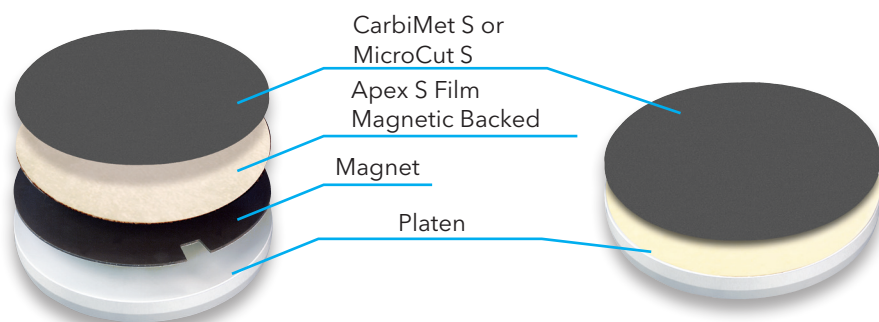 CarbiMet S or
MicroCut S
Apex S Film
Magnetic Backed
Magnet
Platen